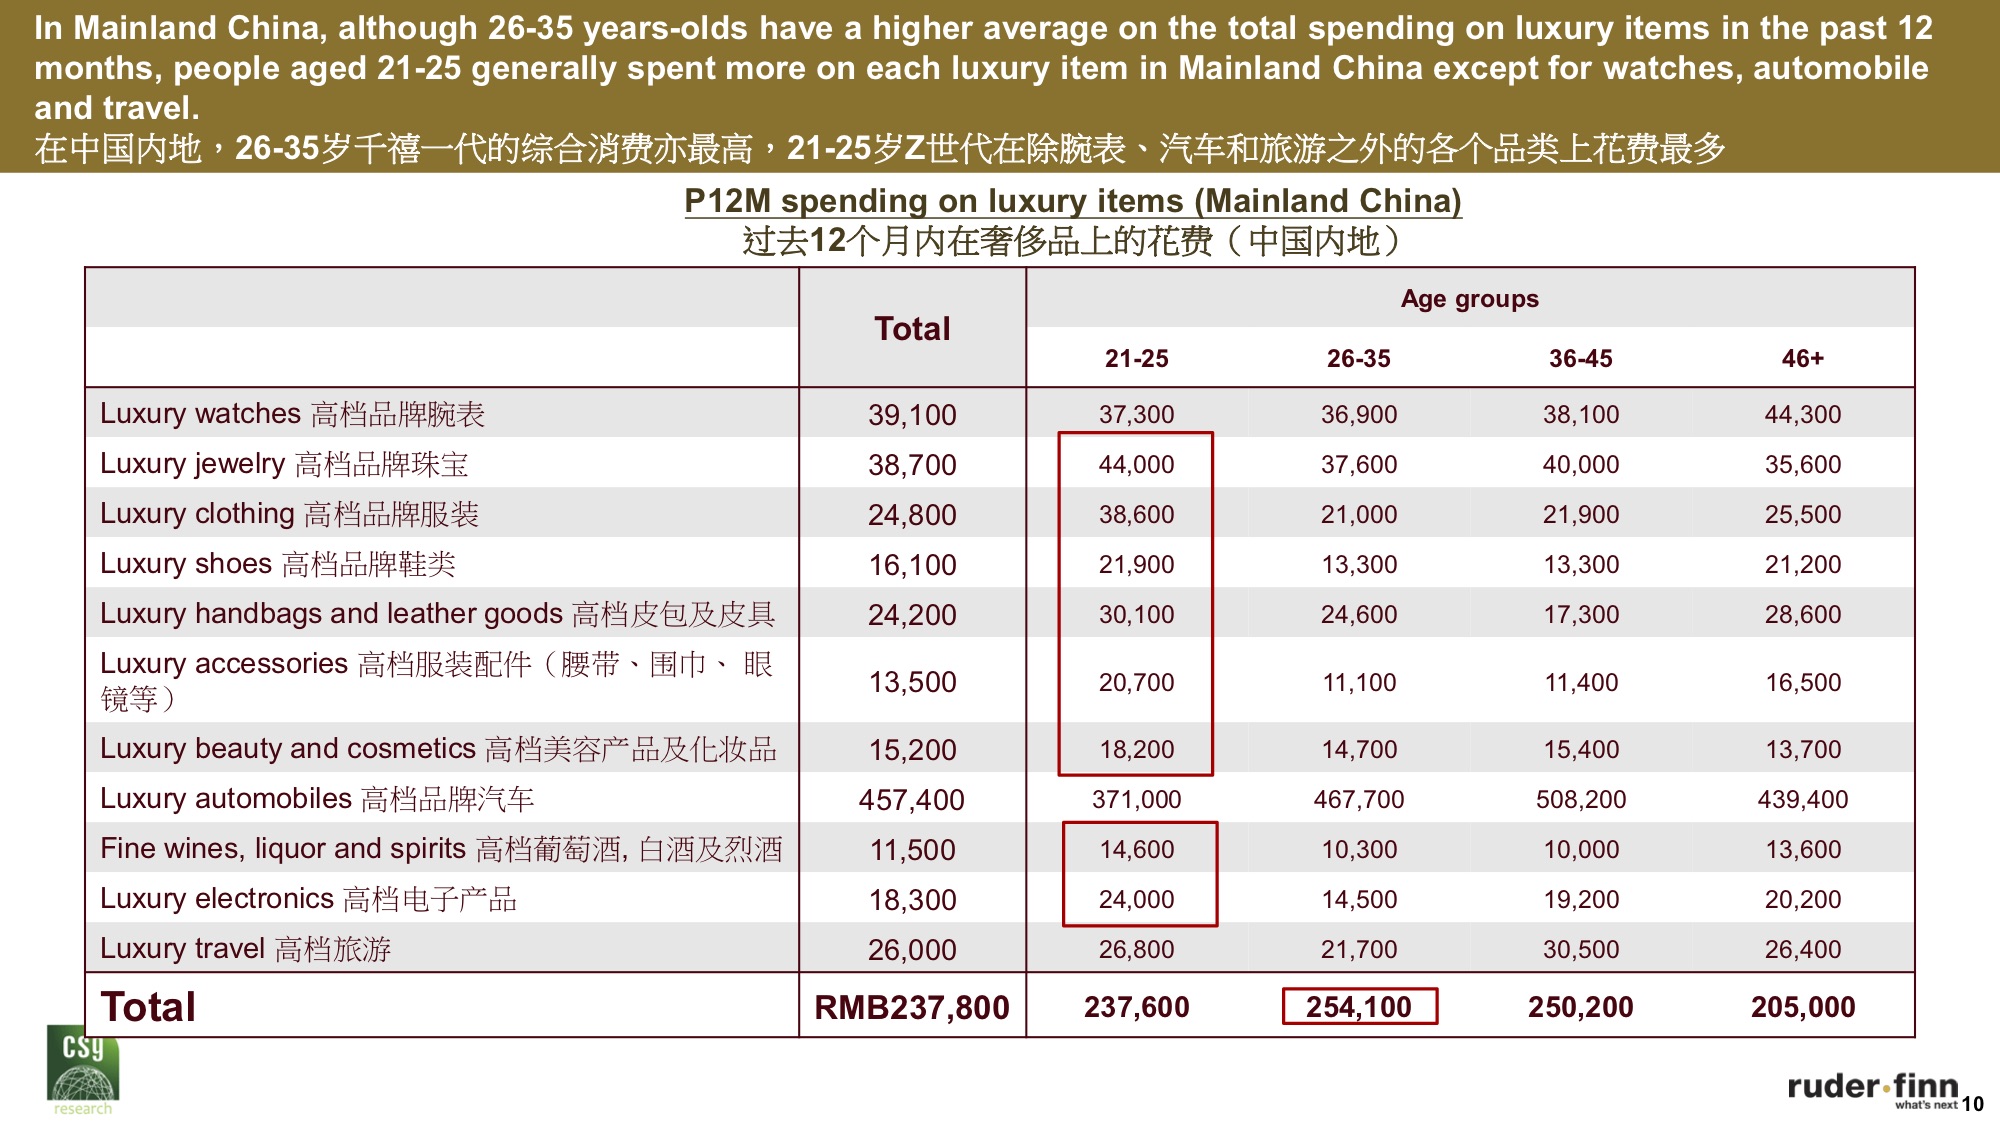 In Mainland China, although 26-35 years-olds have a higher average on the total spending on luxury items in the past 12
months, people aged 21-25 generally spent more on each luxury item in Mainland China except for watches, automobile
and travel.
在中国内地，26-35岁千禧一代的综合消费亦最高，21-25岁Z世代在除腕表、汽车和旅游之外的各个品类上花费最多
P12M spending on luxury items (Mainland China)
过去12个月内在奢侈品上的花费（中国内地）
Total Age groups
21-25 26-35 36-45 46+
Luxury watches 高档品牌腕表 39,100 37,300 36,900 38,100 44,300
Luxury jewelry 高档品牌珠宝 38,700 44,000 37,600 40,000 35,600
Luxury clothing 高档品牌服装 24,800 38,600 21,000 21,900 25,500
Luxury shoes 高档品牌鞋类 16,100 21,900 13,300 13,300 21,200
Luxury handbags and leather goods 高档皮包及皮具 24,200 30,100 24,600 17,300 28,600
Luxury accessories 高档服装配件（腰带、围巾、 眼
镜等） 13,500 20,700 11,100 11,400 16,500
Luxury beauty and cosmetics 高档美容产品及化妆品 15,200 18,200 14,700 15,400 13,700
Luxury automobiles 高档品牌汽车 457,400 371,000 467,700 508,200 439,400
Fine wines, liquor and spirits 高档葡萄酒, 白酒及烈酒 11,500 14,600 10,300 10,000 13,600
Luxury electronics 高档电子产品 18,300 24,000 14,500 19,200 20,200
Luxury travel 高档旅游 26,000 26,800 21,700 30,500 26,400
Total RMB237,800 237,600 254,100 250,200 205,000
csg
research
ruder·finn
what's next
10